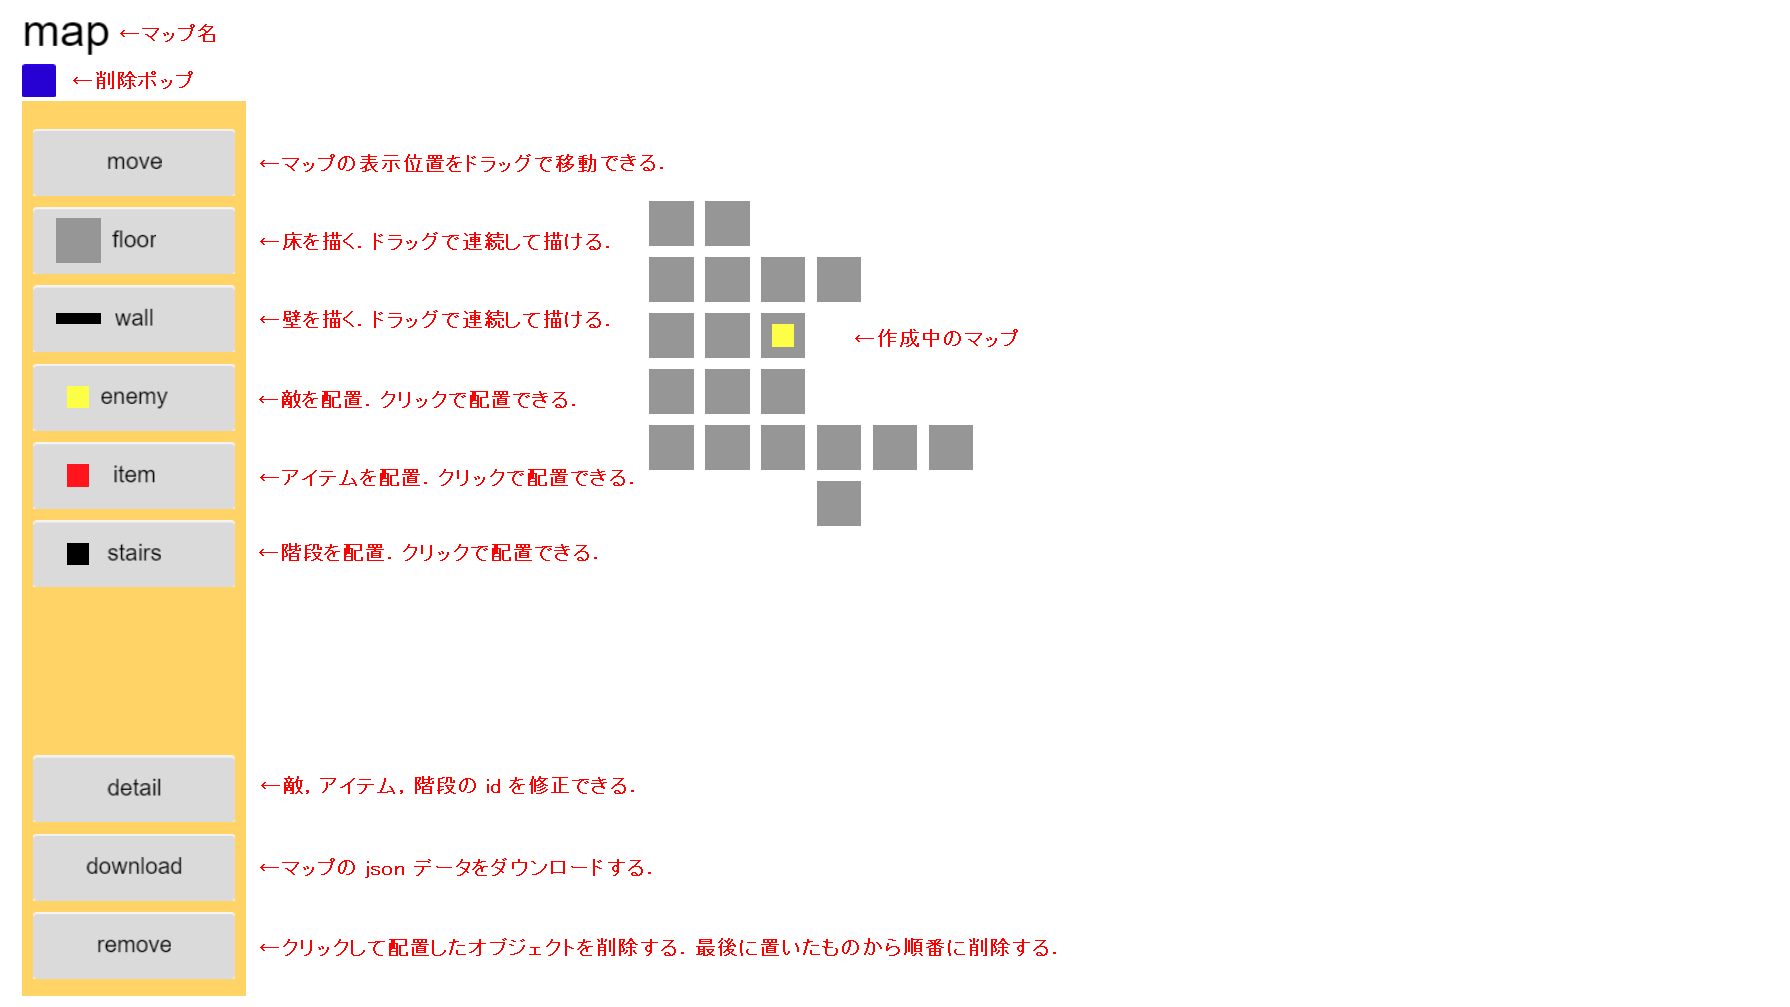 map ←マップ名
←削除ポップ
move ←マップの表示位置をドラッグで移動できる．
floor ←床を描く．ドラッグで連続して描ける．
wall ←壁を描く．ドラッグで連続して描ける．
←作成中のマップ
enemy ←敵を配置．クリックで配置できる．
item ←アイテムを配置．クリックで配置できる．
stairs ←階段を配置．クリックで配置できる．
detail ←敵，アイテム，階段の id を修正できる．
download ←マップの json データをダウンロードする．
remove ←クリックして配置したオブジェクトを削除する．最後に置いたものから順番に削除する．